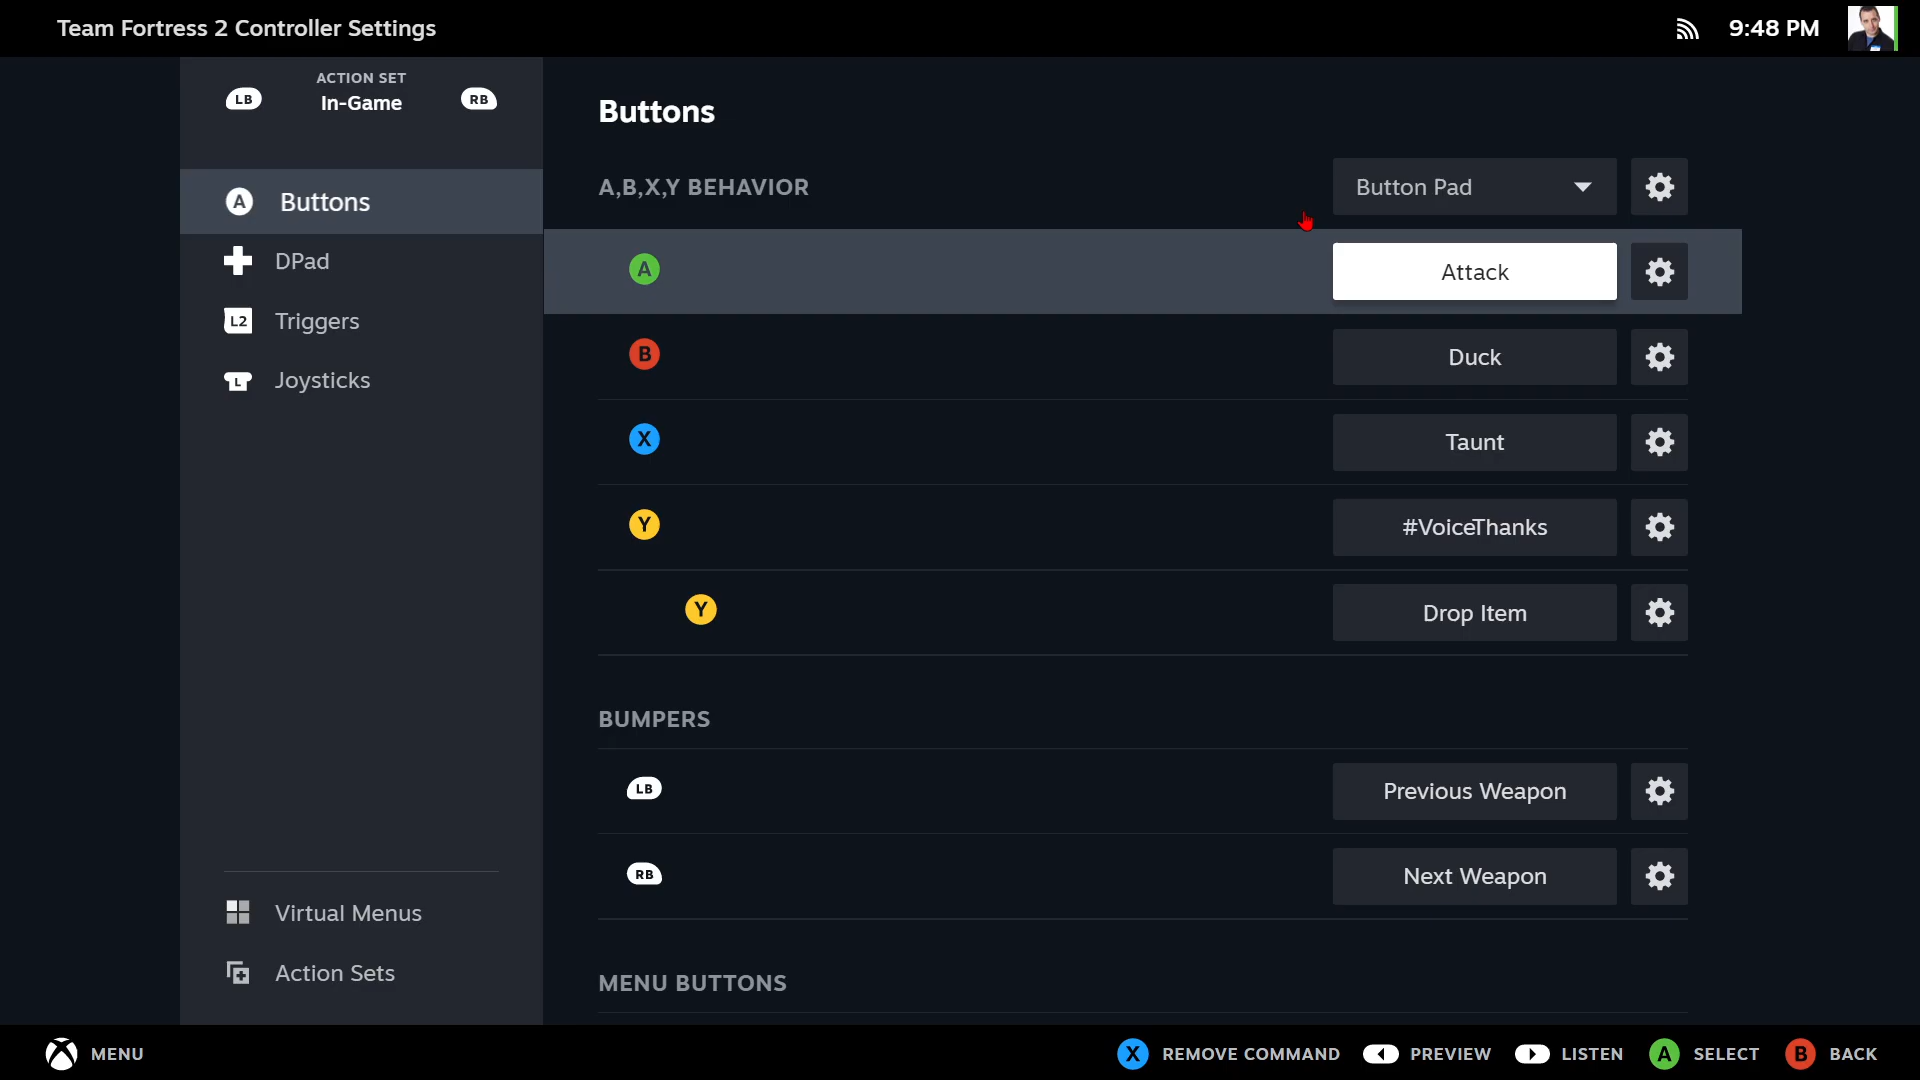 Team Fortress 2 Controller Settings
9:48 PM
LB
ACTION SET
In-Game
RB
A Buttons
DPad
L2 Triggers
L Joysticks
Virtual Menus
Action Sets
Buttons
A,B,X,Y BEHAVIOR
Button Pad
A Attack
B Duck
X Taunt
Y #VoiceThanks
Y Drop Item
BUMPERS
LB Previous Weapon
RB Next Weapon
MENU BUTTONS
MENU
X REMOVE COMMAND
PREVIEW
LISTEN
A SELECT
B BACK